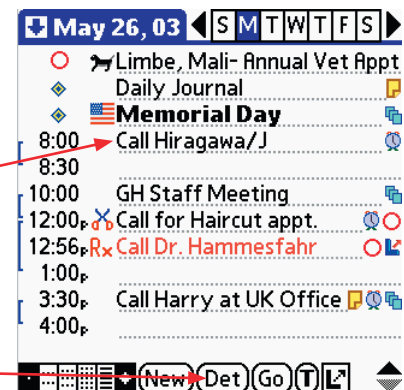 May 26, 03 S M T W T F S
Limbe, Mali- Annual Vet Appt
Daily Journal
Memorial Day
8:00 Call Hiragawa/J
8:30
10:00 GH Staff Meeting
12:00P Call for Haircut appt.
12:56P Rx Call Dr. Hammesfahr
1:00P
3:30P Call Harry at UK Office
4:00P
New Det Go T